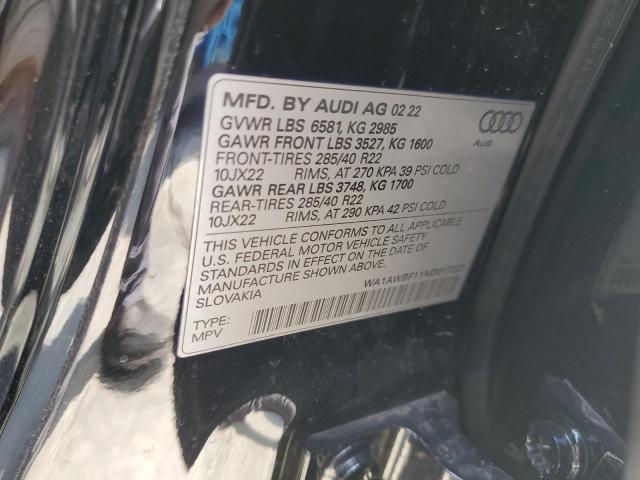 MFD. BY AUDI AG 02 22
GVWR LBS 6581, KG 2985
GAWR FRONT LBS 3527, KG 1600
FRONT-TIRES 285/40 R22
10JX22 RIMS, AT 270 KPA 39 PSI COLD
GAWR REAR LBS 3748, KG 1700
REAR-TIRES 285/40 R22
10JX22 RIMS, AT 290 KPA 42 PSI COLD
Audi
THIS VEHICLE CONFORMS TO ALL APPLICABLE
U.S. FEDERAL MOTOR VEHICLE SAFETY
STANDARDS IN EFFECT ON THE DATE OF
MANUFACTURE SHOWN ABOVE.
SLOVAKIA
WA1AWBF11ND017022
TYPE:
MPV